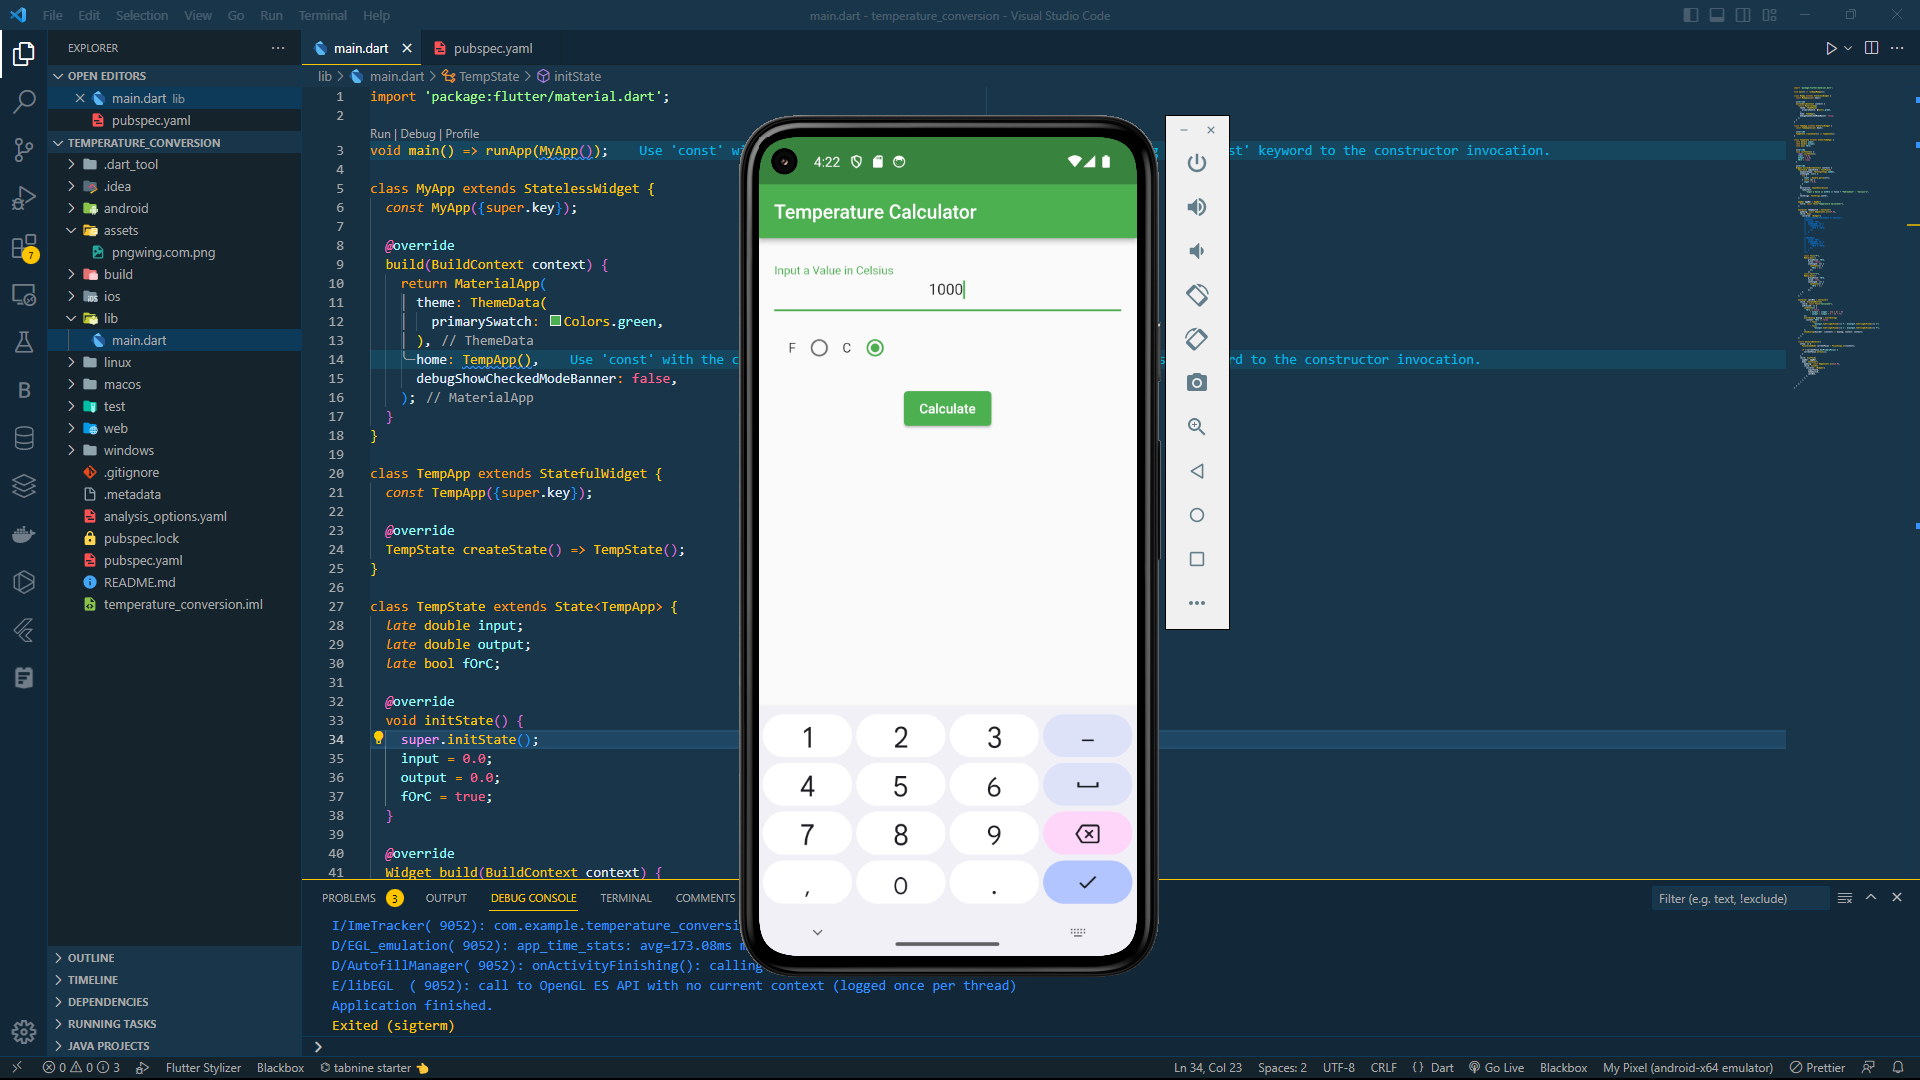 File Edit Selection View Go Run Terminal Help
main.dart - temperature_conversion - Visual Studio Code
EXPLORER
OPEN EDITORS
main.dart lib
pubspec.yaml
TEMPERATURE_CONVERSION
.dart_tool
.idea
android
assets
pngwing.com.png
build
ios
lib
main.dart
linux
macos
test
web
windows
.gitignore
.metadata
analysis_options.yaml
pubspec.lock
pubspec.yaml
README.md
temperature_conversion.iml
OUTLINE
TIMELINE
DEPENDENCIES
RUNNING TASKS
JAVA PROJECTS
7
main.dart
pubspec.yaml
lib > main.dart > TempState > initState
1 import 'package:flutter/material.dart';
2
Run | Debug | Profile
3 void main() => runApp(MyApp()); Use 'const' st' keyword to the constructor invocation.
4
5 class MyApp extends StatelessWidget {
6 const MyApp({super.key});
7
8 @override
9 build(BuildContext context) {
10 return MaterialApp(
11 theme: ThemeData(
12 primarySwatch: Colors.green,
13 ), // ThemeData
14 home: TempApp(), Use 'const' with the rd to the constructor invocation.
15 debugShowCheckedModeBanner: false,
16 ); // MaterialApp
17 }
18 }
19
20 class TempApp extends StatefulWidget {
21 const TempApp({super.key});
22
23 @override
24 TempState createState() => TempState();
25 }
26
27 class TempState extends State<TempApp> {
28 late double input;
29 late double output;
30 late bool fOrC;
31
32 @override
33 void initState() {
34 super.initState();
35 input = 0.0;
36 output = 0.0;
37 fOrC = true;
38 }
39
40 @override
41 Widget build(BuildContext context) {
4:22
Temperature Calculator
Input a Value in Celsius
1000
F C
Calculate
1 2 3 –
4 5 6
7 8 9
, 0 .
PROBLEMS 3 OUTPUT DEBUG CONSOLE TERMINAL COMMENTS
Filter (e.g. text, !exclude)
I/ImeTracker( 9052): com.example.temperature_conversi
D/EGL_emulation( 9052): app_time_stats: avg=173.08ms
D/AutofillManager( 9052): onActivityFinishing(): calling
E/libEGL ( 9052): call to OpenGL ES API with no current context (logged once per thread)
Application finished.
Exited (sigterm)
0 0 3 Flutter Stylizer Blackbox tabnine starter
Ln 34, Col 23 Spaces: 2 UTF-8 CRLF {} Dart Go Live Blackbox My Pixel (android-x64 emulator) Prettier